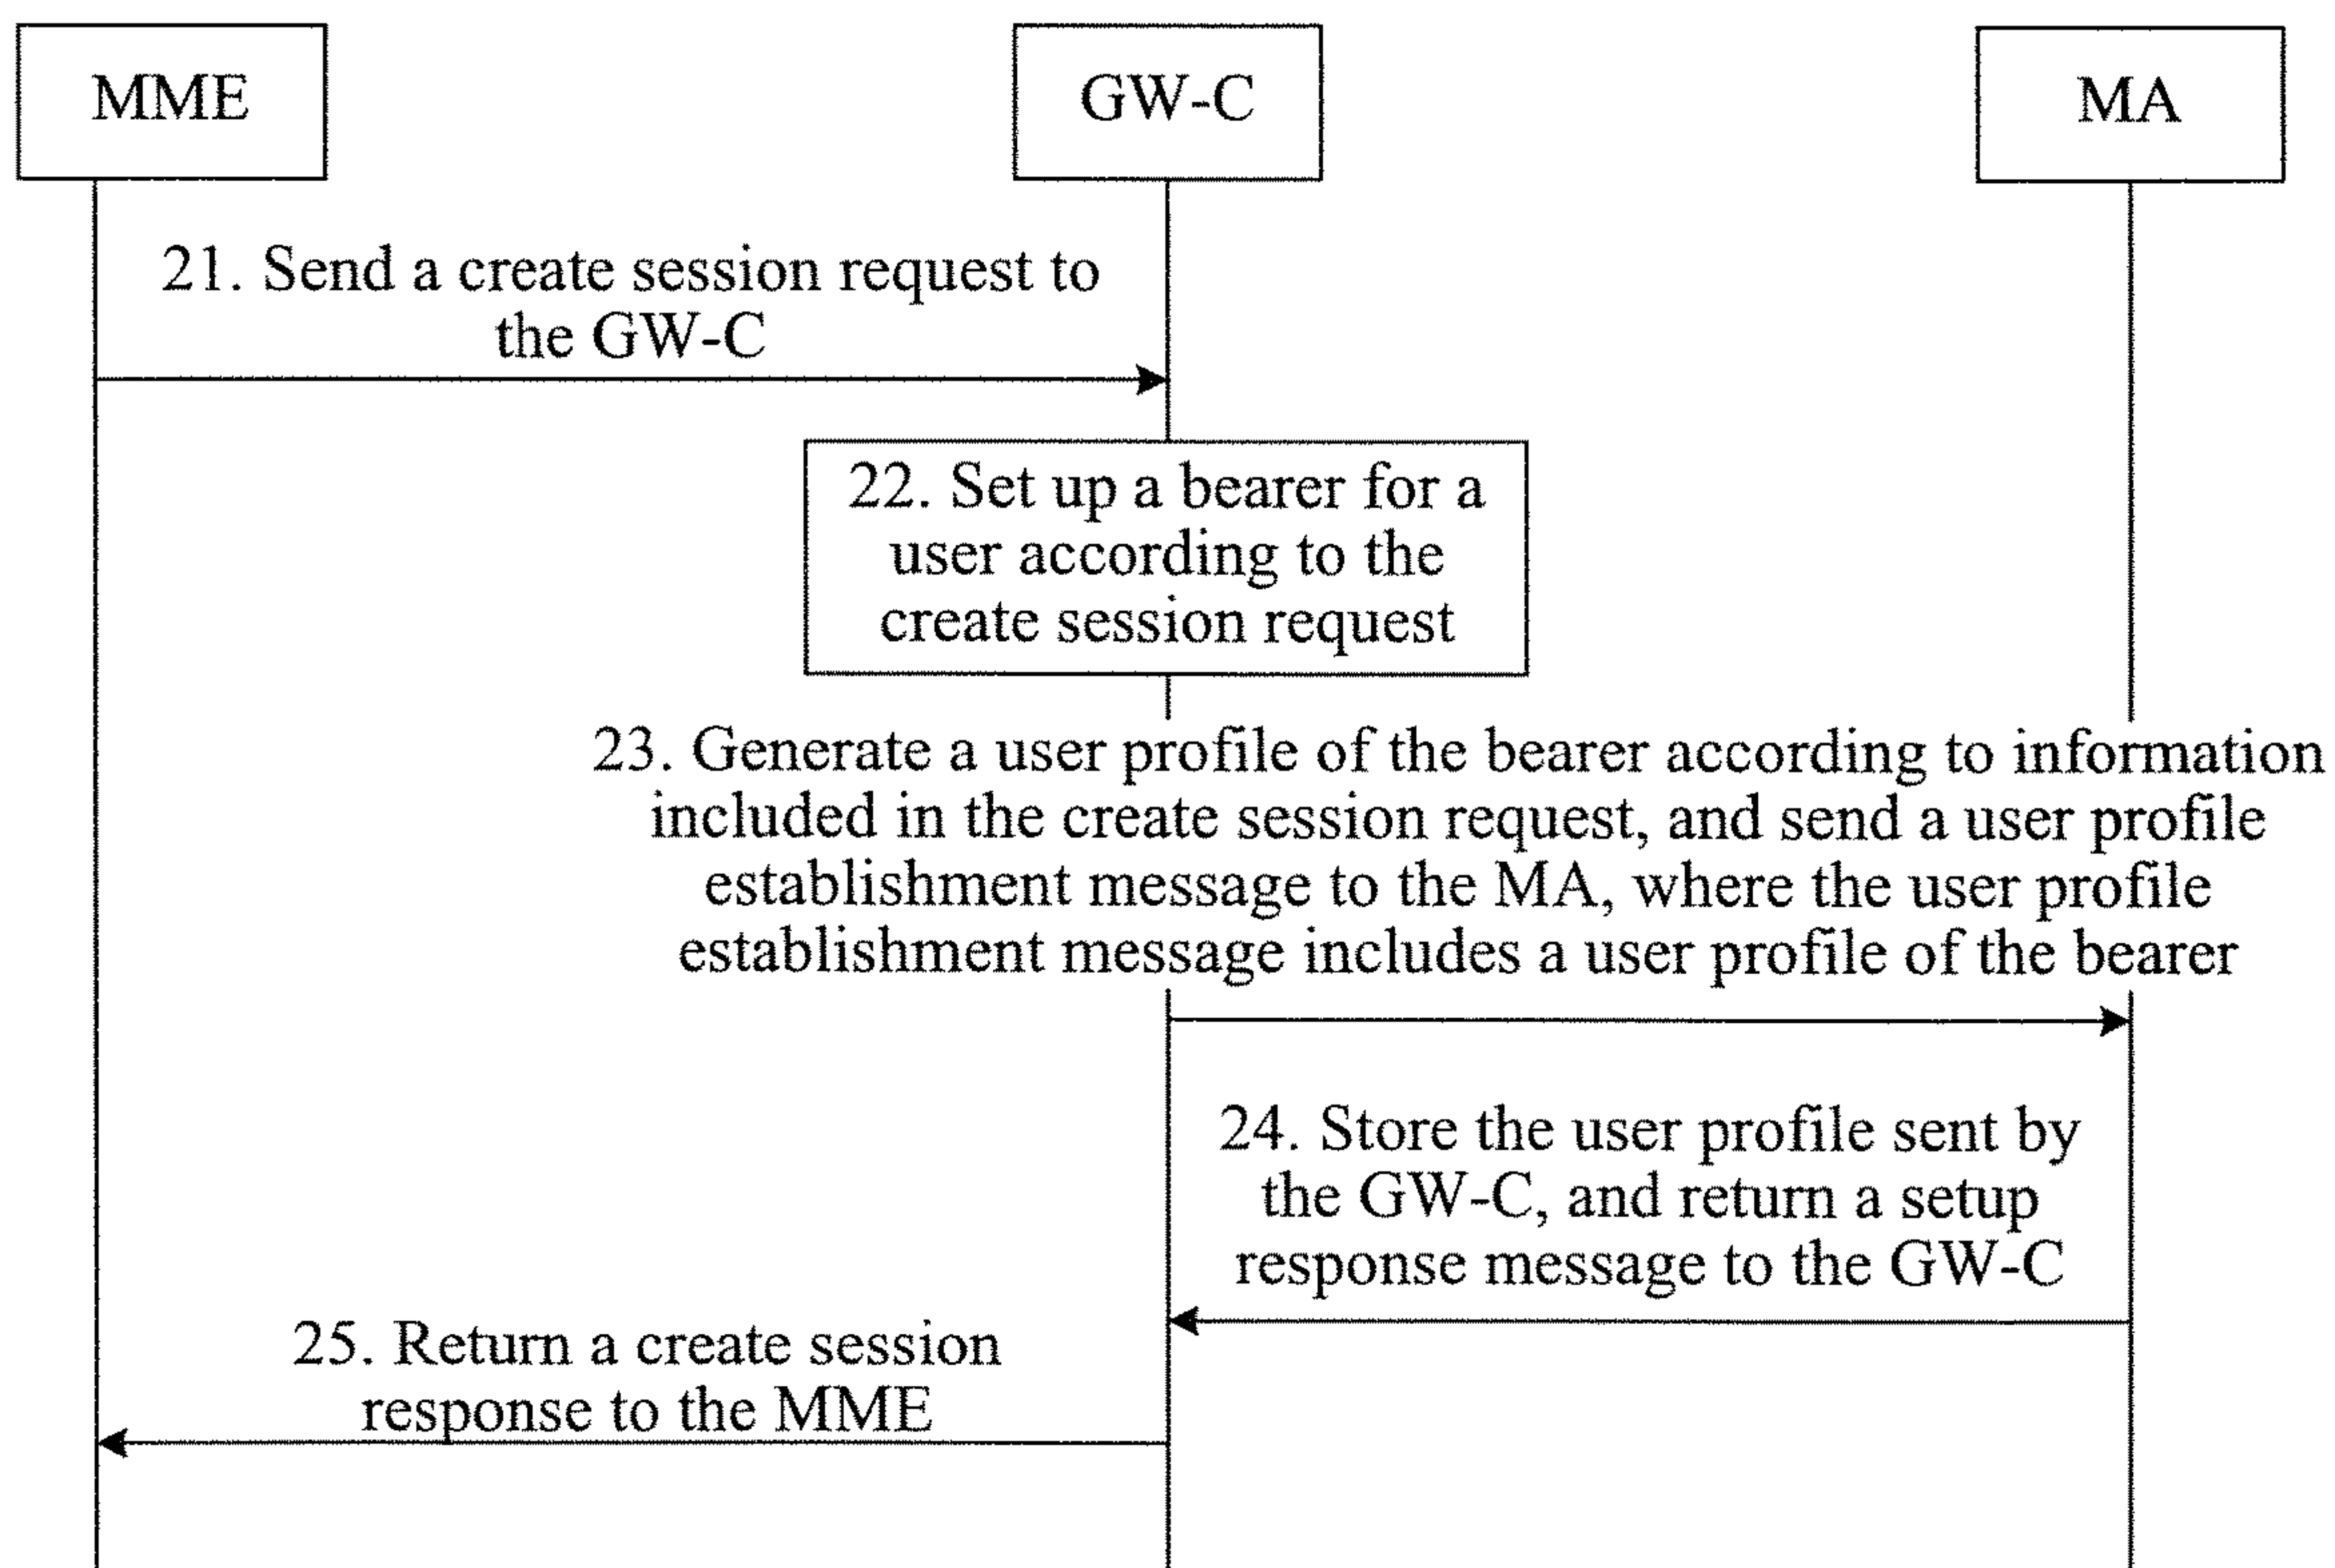 MME
GW-C
MA
21. Send a create session request to
the GW-C
22. Set up a bearer for a
user according to the
create session request
23. Generate a user profile of the bearer according to information
included in the create session request, and send a user profile
establishment message to the MA, where the user profile
establishment message includes a user profile of the bearer
24. Store the user profile sent by
the GW-C, and return a setup
response message to the GW-C
25. Return a create session
response to the MME